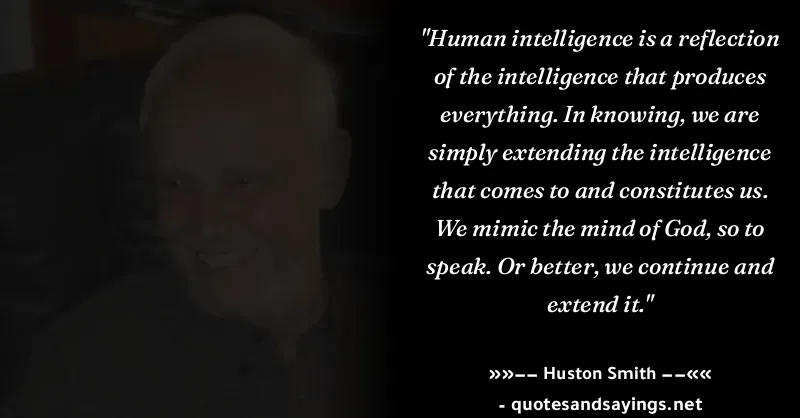 "Human intelligence is a reflection
of the intelligence that produces
everything. In knowing, we are
simply extending the intelligence
that comes to and constitutes us.
We mimic the mind of God, so to
speak. Or better, we continue and
extend it."
»»−− Huston Smith −−««
- quotesandsayings.net